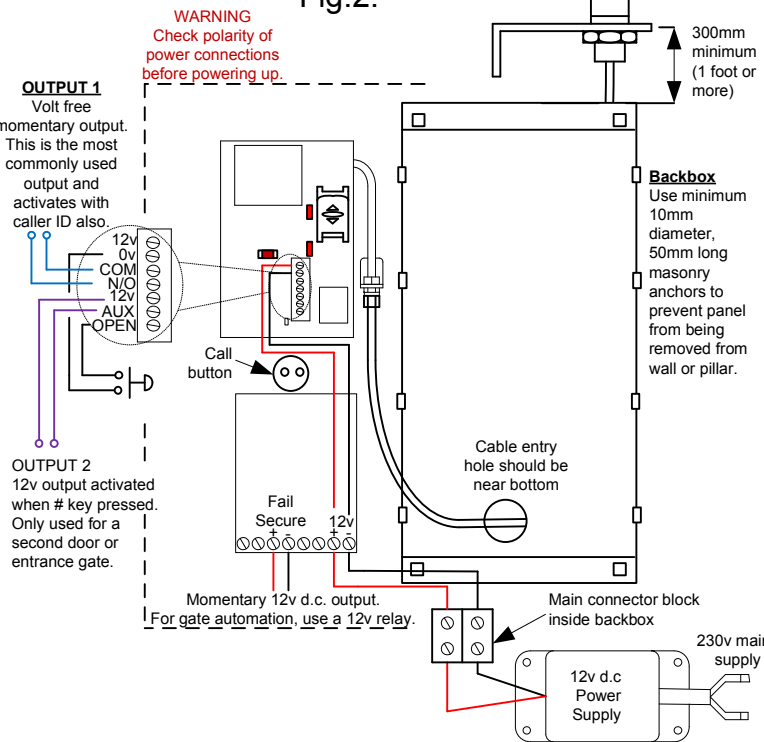 Fig.2.
WARNING
Check polarity of
power connections
before powering up.
300mm
minimum
(1 foot or
more)
OUTPUT 1
Volt free
momentary output.
This is the most
commonly used
output and
activates with
caller ID also.
12v
0v
COM
N/O
12v
AUX
OPEN
Backbox
Use minimum
10mm
diameter,
50mm long
masonry
anchors to
prevent panel
from being
removed from
wall or pillar.
Call
button
OUTPUT 2
12v output activated
when # key pressed.
Only used for a
second door or
entrance gate.
Cable entry
hole should be
near bottom
Fail
Secure
12v
+ - + -
Momentary 12v d.c. output.
For gate automation, use a 12v relay.
Main connector block
inside backbox
230v main
supply
12v d.c
Power
Supply